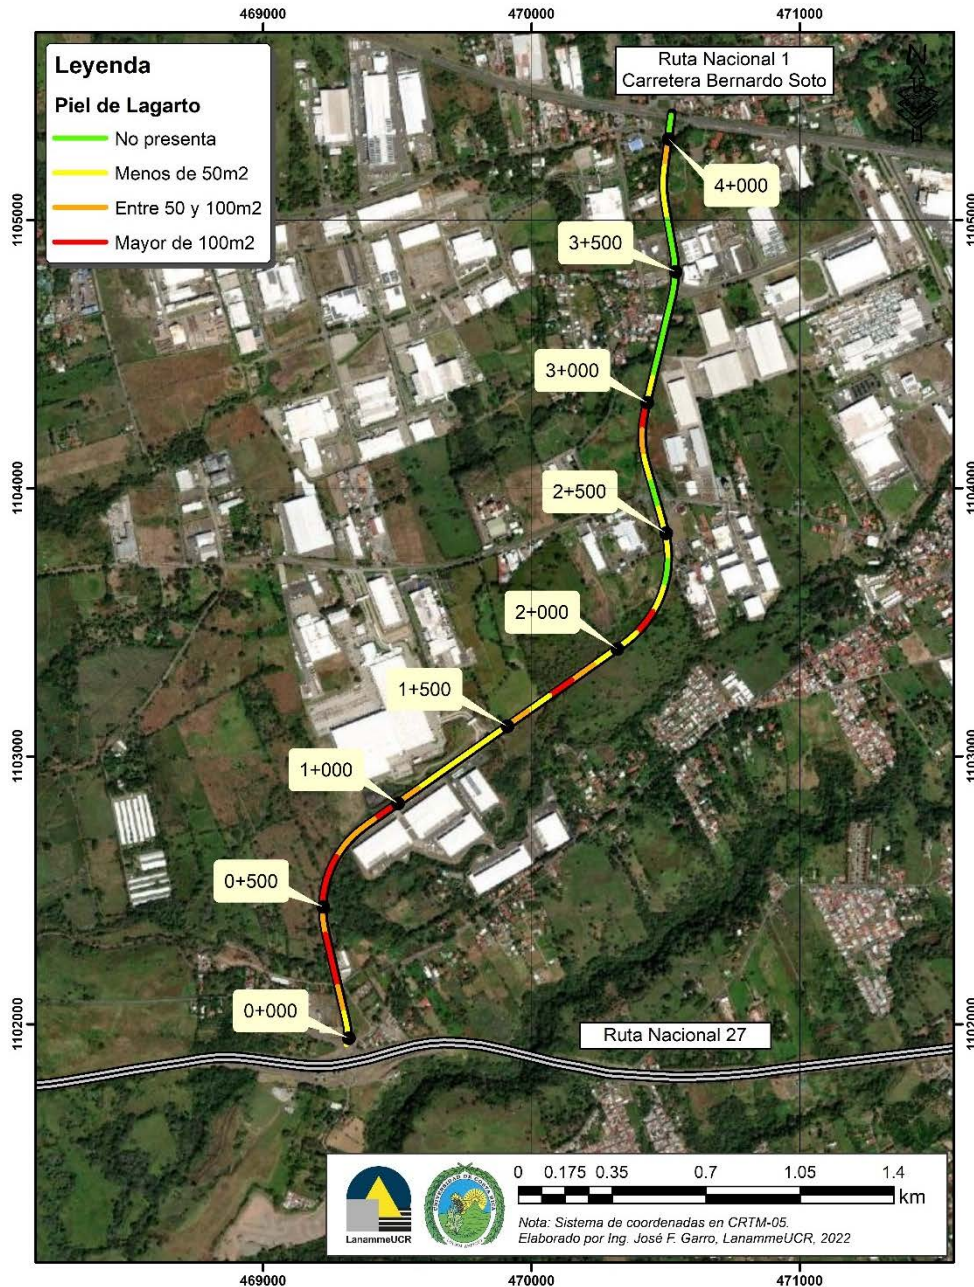 469000
470000
471000
Leyenda
Piel de Lagarto
No presenta
Menos de 50m2
Entre 50 y 100m2
Mayor de 100m2
Ruta Nacional 1
Carretera Bernardo Soto
N
4+000
1105000
1105000
3+500
3+000
1104000
1104000
2+500
2+000
1+500
1103000
1103000
1+000
0+500
0+000
1102000
1102000
Ruta Nacional 27
LanammeUCR
UNIVERSIDAD DE COSTA RICA
0 0.175 0.35 0.7 1.05 1.4
km
Nota: Sistema de coordenadas en CRTM-05.
Elaborado por Ing. José F. Garro, LanammeUCR, 2022
469000
470000
471000